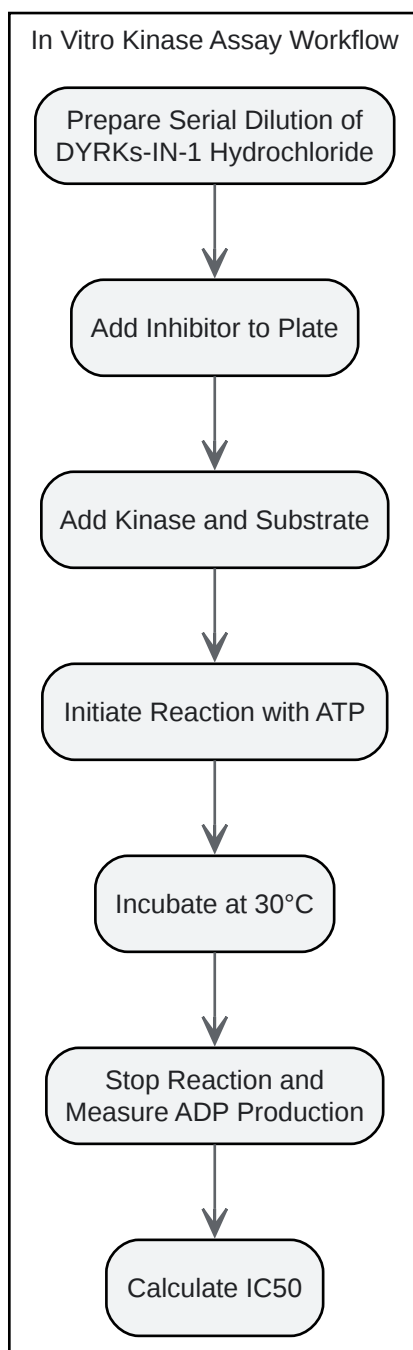 In Vitro Kinase Assay Workflow
Prepare Serial Dilution of
DYRKs-IN-1 Hydrochloride
Add Inhibitor to Plate
Add Kinase and Substrate
Initiate Reaction with ATP
Incubate at 30°C
Stop Reaction and
Measure ADP Production
Calculate IC50